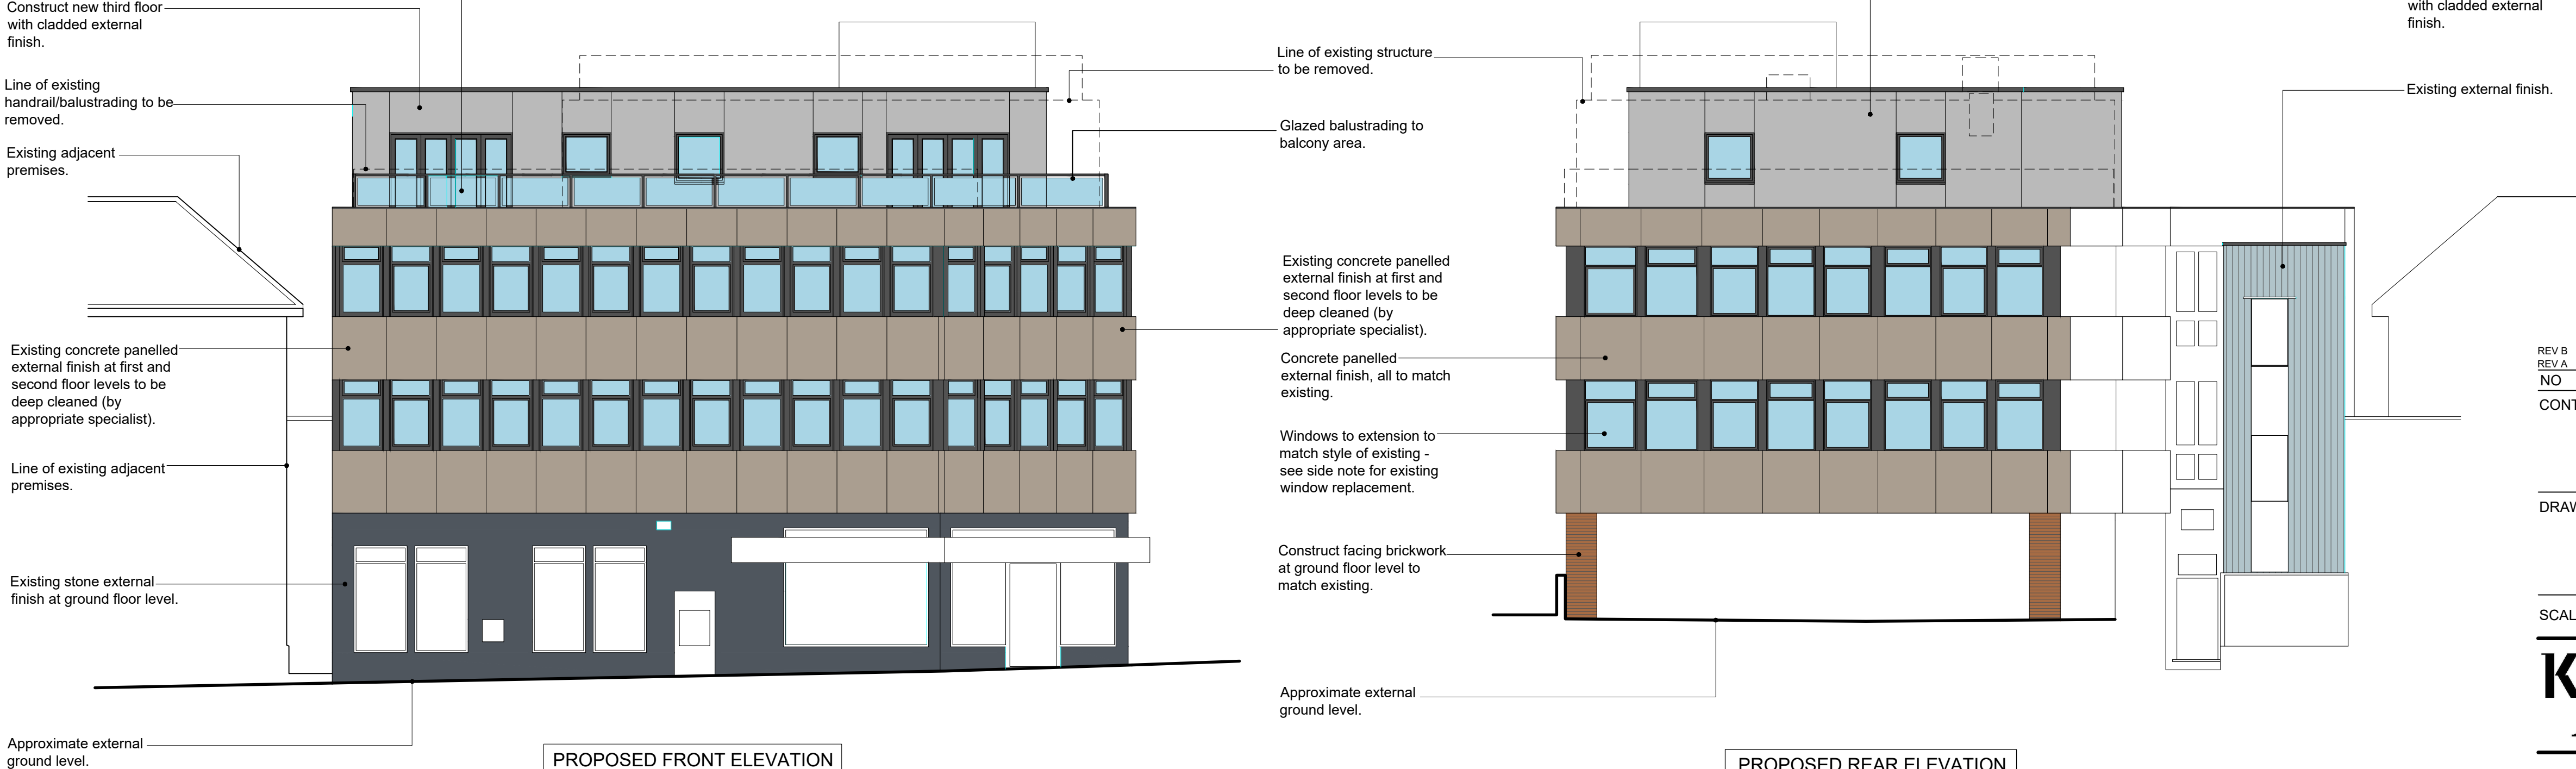 Construct new third floor
with cladded external
finish.
Line of existing
handrail/balustrading to be
removed.
Existing adjacent
premises.
Existing concrete panelled
external finish at first and
second floor levels to be
deep cleaned (by
appropriate specialist).
Line of existing adjacent
premises.
Existing stone external
finish at ground floor level.
Approximate external
ground level.
PROPOSED FRONT ELEVATION
Line of existing structure
to be removed.
Glazed balustrading to
balcony area.
Existing concrete panelled
external finish at first and
second floor levels to be
deep cleaned (by
appropriate specialist).
Concrete panelled
external finish, all to match
existing.
Windows to extension to
match style of existing -
see side note for existing
window replacement.
Construct facing brickwork
at ground floor level to
match existing.
Approximate external
ground level.
PROPOSED REAR ELEVATION
with cladded external
finish.
Existing external finish.
REV B
REV A
NO
CONT
DRAW
SCAL
K